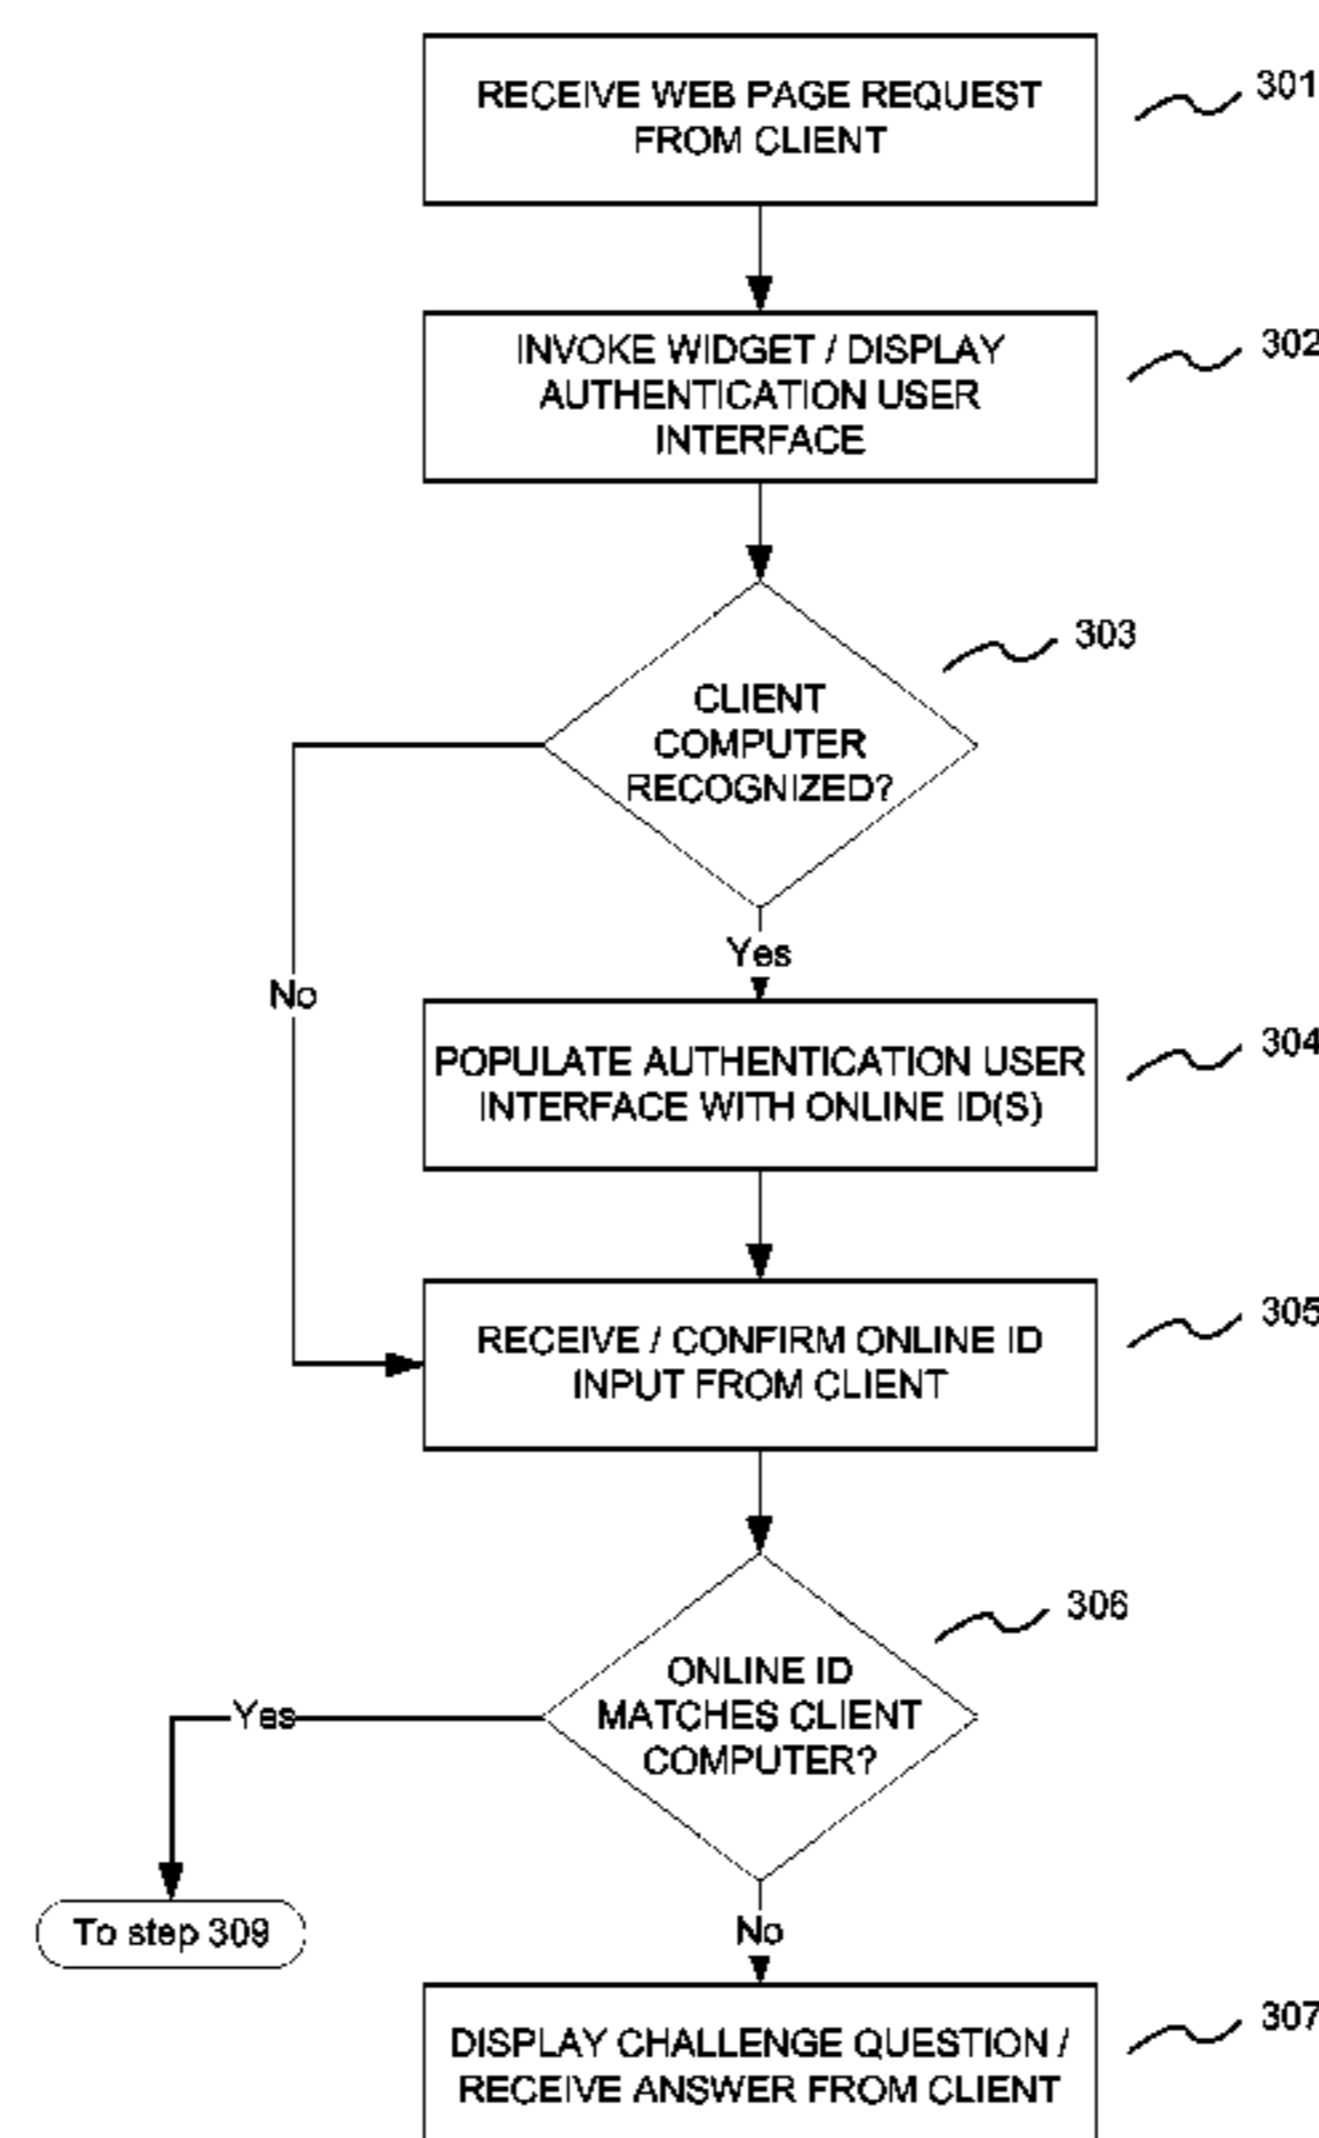 RECEIVE WEB PAGE REQUEST
FROM CLIENT
301
INVOKE WIDGET / DISPLAY
AUTHENTICATION USER
INTERFACE
302
CLIENT
COMPUTER
RECOGNIZED?
303
Yes
No
POPULATE AUTHENTICATION USER
INTERFACE WITH ONLINE ID(S)
304
RECEIVE / CONFIRM ONLINE ID
INPUT FROM CLIENT
305
ONLINE ID
MATCHES CLIENT
COMPUTER?
306
Yes
To step 309
No
DISPLAY CHALLENGE QUESTION /
RECEIVE ANSWER FROM CLIENT
307